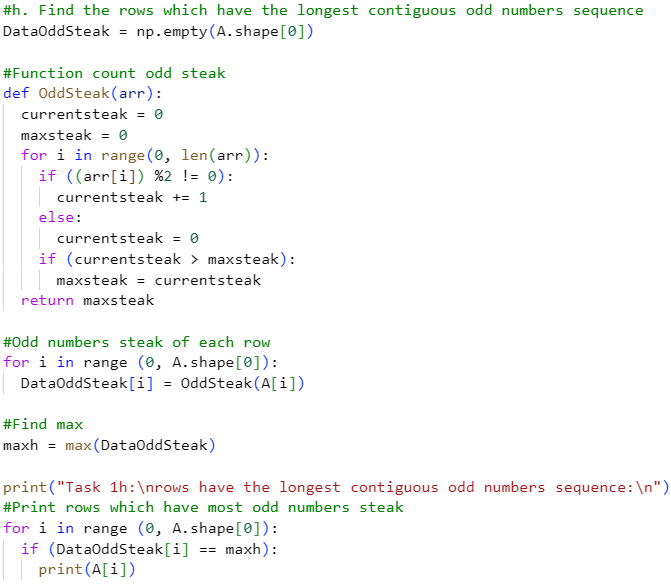 #h. Find the rows which have the longest contiguous odd numbers sequence
DataOddSteak = np.empty(A.shape[0])

#Function count odd steak
def OddSteak(arr):
  currentsteak = 0
  maxsteak = 0
  for i in range(0, len(arr)):
    if ((arr[i]) %2 != 0):
      currentsteak += 1
    else:
      currentsteak = 0
    if (currentsteak > maxsteak):
      maxsteak = currentsteak
  return maxsteak

#Odd numbers steak of each row
for i in range (0, A.shape[0]):
  DataOddSteak[i] = OddSteak(A[i])

#Find max
maxh = max(DataOddSteak)

print("Task 1h:\nrows have the longest contiguous odd numbers sequence:\n")
#Print rows which have most odd numbers steak
for i in range (0, A.shape[0]):
  if (DataOddSteak[i] == maxh):
    print(A[i])